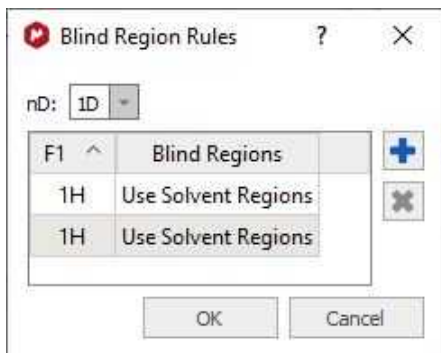 Blind Region Rules ?
nD: 1D
F1 Blind Regions
1H Use Solvent Regions
1H Use Solvent Regions
OK Cancel